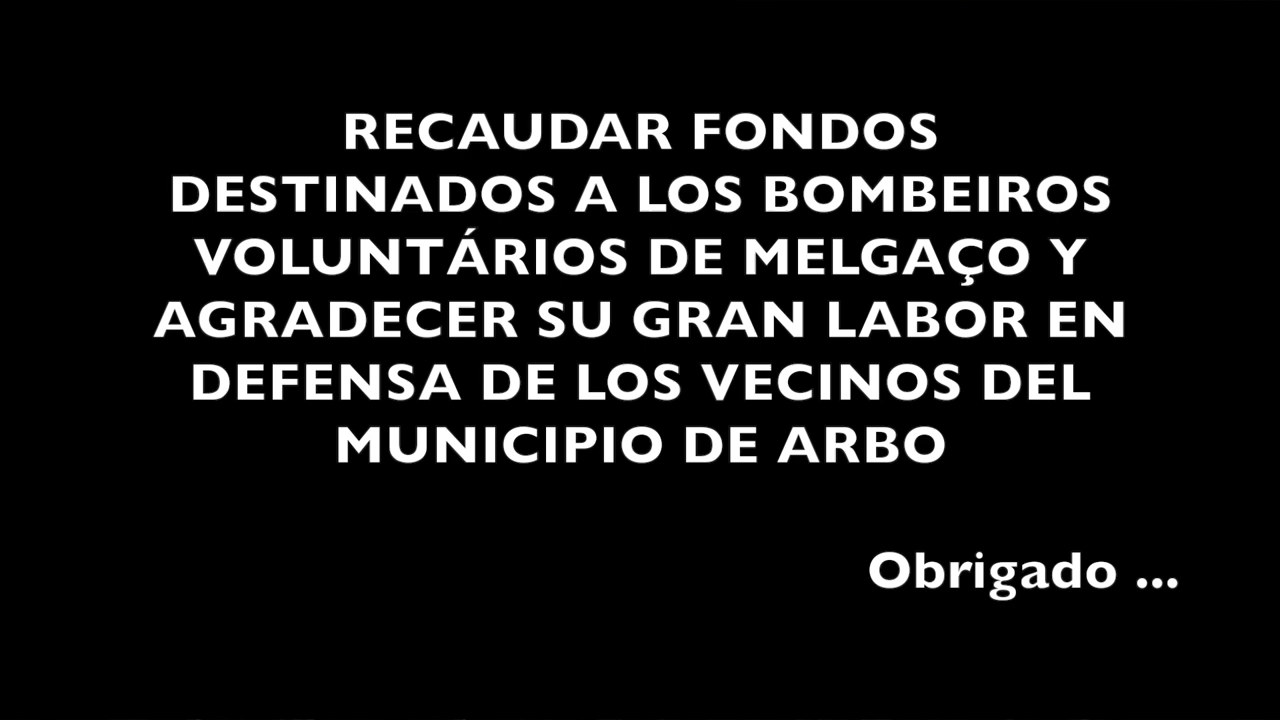 RECAUDAR FONDOS
DESTINADOS A LOS BOMBEIROS
VOLUNTÁRIOS DE MELGAÇO Y
AGRADECER SU GRAN LABOR EN
DEFENSA DE LOS VECINOS DEL
MUNICIPIO DE ARBO
Obrigado ...